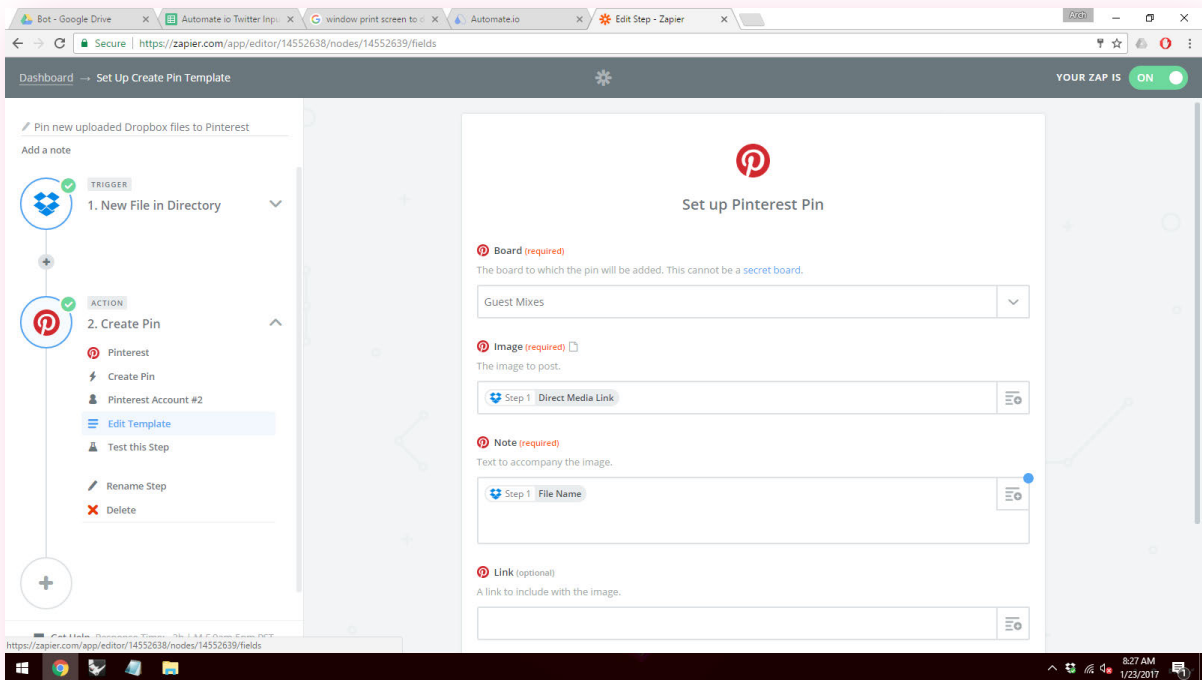 Bot - Google Drive
Automate io Twitter Inpu
window print screen to c
Automate.io
Edit Step - Zapier
Arch
Secure | https://zapier.com/app/editor/14552638/nodes/14552639/fields
Dashboard → Set Up Create Pin Template
YOUR ZAP IS ON
Pin new uploaded Dropbox files to Pinterest
Add a note
TRIGGER
1. New File in Directory
ACTION
2. Create Pin
Pinterest
Create Pin
Pinterest Account #2
Edit Template
Test this Step
Rename Step
Delete
Set up Pinterest Pin
Board (required)
The board to which the pin will be added. This cannot be a secret board.
Guest Mixes
Image (required)
The image to post.
Step 1 Direct Media Link
Note (required)
Text to accompany the image.
Step 1 File Name
Link (optional)
A link to include with the image.
https://zapier.com/app/editor/14552638/nodes/14552639/fields
8:27 AM
1/23/2017